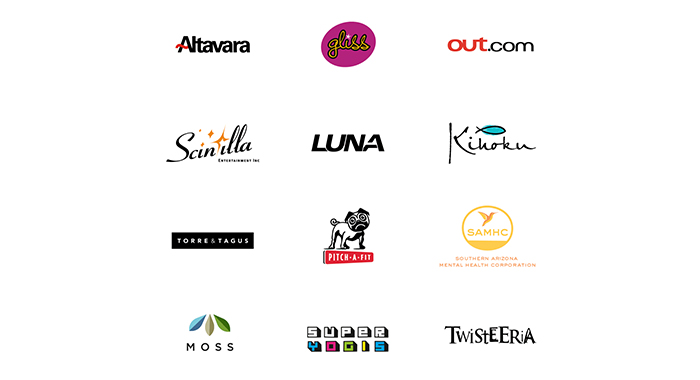 Altavara
gliss
out.com
Scintilla
ENTERTAINMENT INC
LUNA
Kihoku
TORRE & TAGUS
PITCH·A·FIT
SAMHC
SOUTHERN ARIZONA
MENTAL HEALTH CORPORATION
MOSS
SUPER
YOGIS
TWiSTEERiA